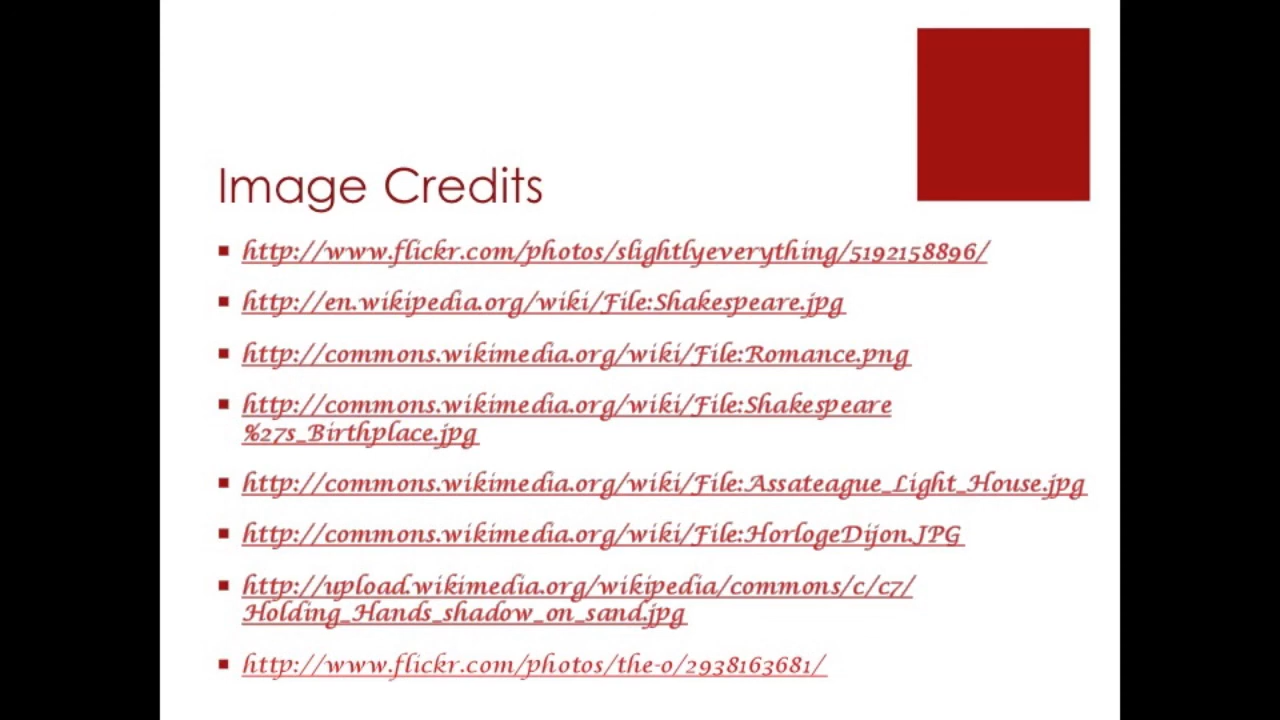 Image Credits
http://www.flickr.com/photos/slightlyeverything/5192158896/
http://en.wikipedia.org/wiki/File:Shakespeare.jpg
http://commons.wikimedia.org/wiki/File:Romance.png
http://commons.wikimedia.org/wiki/File:Shakespeare
%27s_Birthplace.jpg
http://commons.wikimedia.org/wiki/File:Assateague_Light_House.jpg
http://commons.wikimedia.org/wiki/File:HorlogeDijon.JPG
http://upload.wikimedia.org/wikipedia/commons/c/c7/
Holding_Hands_shadow_on_sand.jpg
http://www.flickr.com/photos/the-o/2938163681/